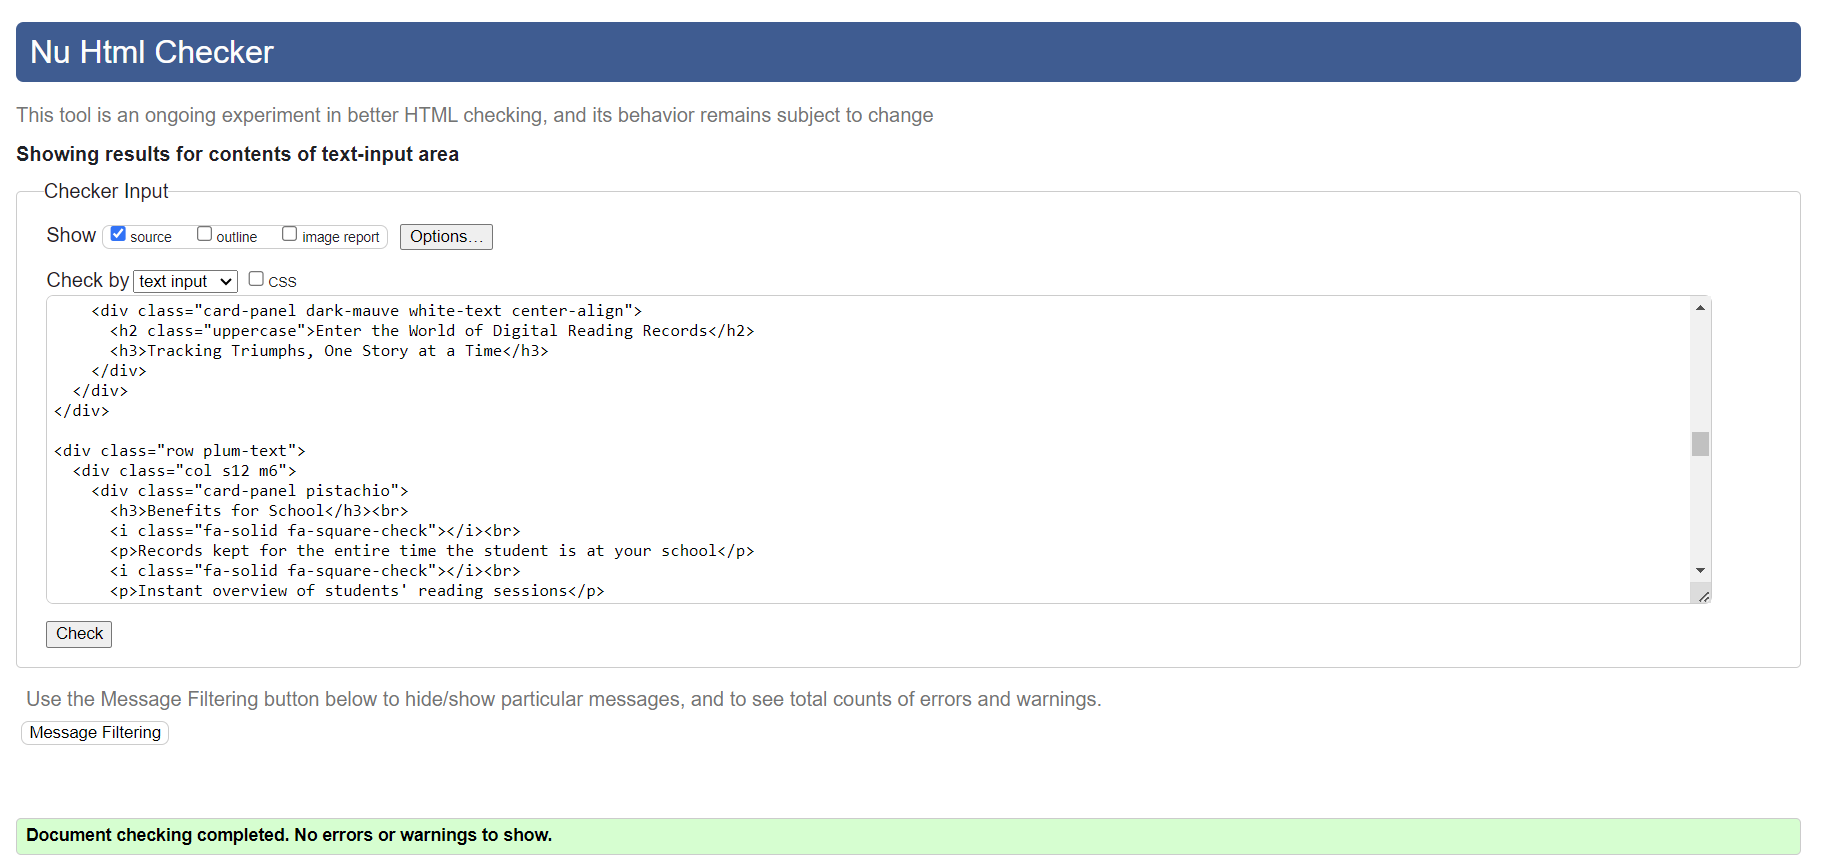 Nu Html Checker
This tool is an ongoing experiment in better HTML checking, and its behavior remains subject to change
Showing results for contents of text-input area
Checker Input
Show source outline image report Options...
Check by text input CSS
<div class="card-panel dark-mauve white-text center-align">
<h2 class="uppercase">Enter the World of Digital Reading Records</h2>
<h3>Tracking Triumphs, One Story at a Time</h3>
</div>
</div>
</div>
<div class="row plum-text">
<div class="col s12 m6">
<div class="card-panel pistachio">
<h3>Benefits for School</h3><br>
<i class="fa-solid fa-square-check"></i><br>
<p>Records kept for the entire time the student is at your school</p>
<i class="fa-solid fa-square-check"></i><br>
<p>Instant overview of students' reading sessions</p>
Check
Use the Message Filtering button below to hide/show particular messages, and to see total counts of errors and warnings.
Message Filtering
Document checking completed. No errors or warnings to show.